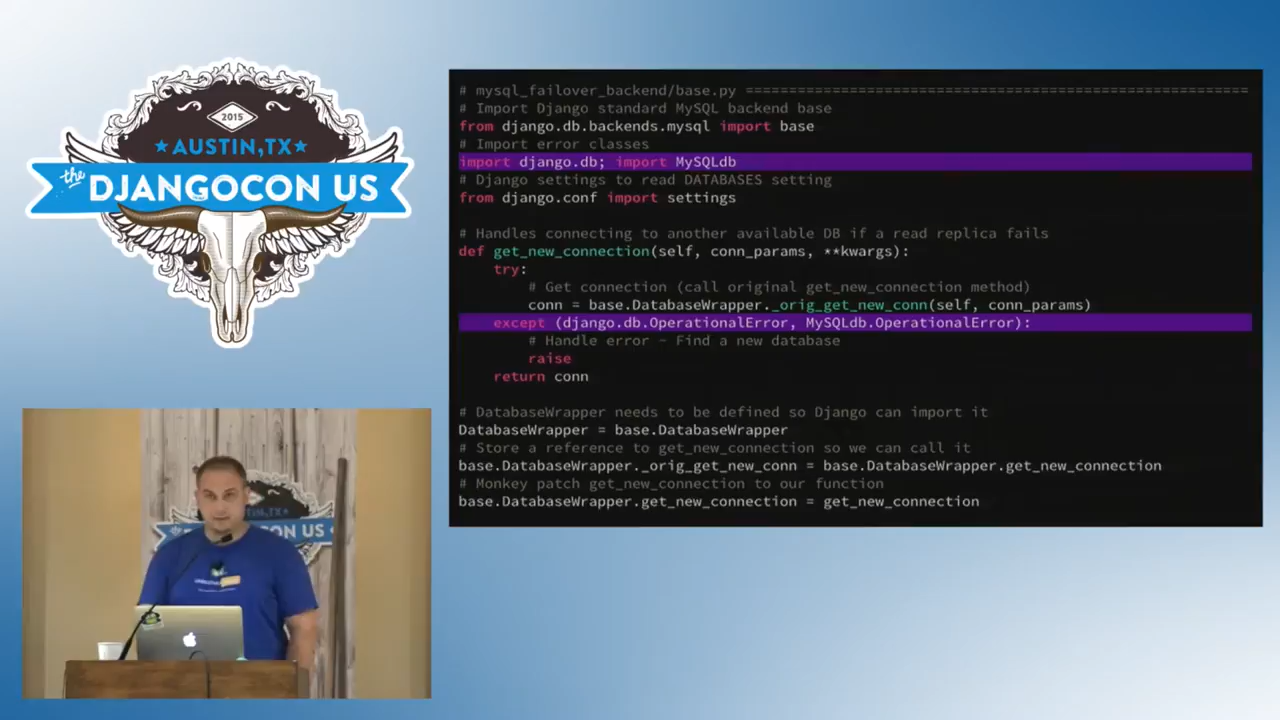 2015
AUSTIN,TX
the
DJANGOCON US
# mysql_failover_backend/base.py ==========================================================
# Import Django standard MySQL backend base
from django.db.backends.mysql import base
# Import error classes
import django.db; import MySQLdb
# Django settings to read DATABASES setting
from django.conf import settings
# Handles connecting to another available DB if a read replica fails
def get_new_connection(self, conn_params, **kwargs):
    try:
        # Get connection (call original get_new_connection method)
        conn = base.DatabaseWrapper._orig_get_new_conn(self, conn_params)
    except (django.db.OperationalError, MySQLdb.OperationalError):
        # Handle error - Find a new database
        raise
    return conn
# DatabaseWrapper needs to be defined so Django can import it
DatabaseWrapper = base.DatabaseWrapper
# Store a reference to get_new_connection so we can call it
base.DatabaseWrapper._orig_get_new_conn = base.DatabaseWrapper.get_new_connection
# Monkey patch get_new_connection to our function
base.DatabaseWrapper.get_new_connection = get_new_connection
TIN,TX
CON US